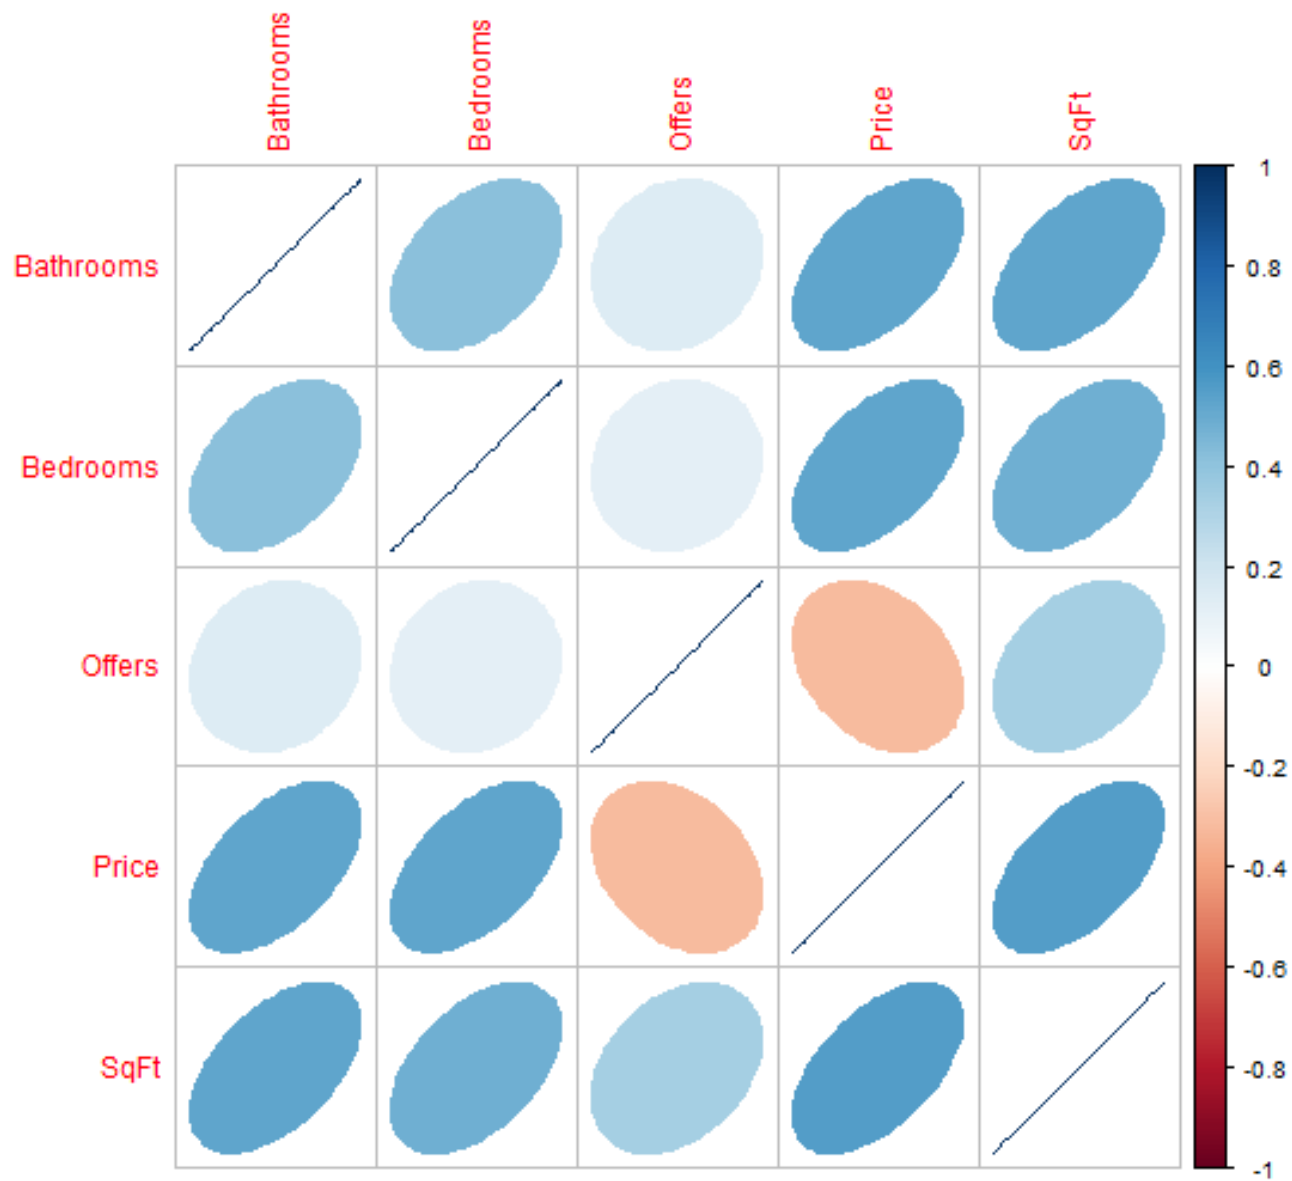 Bathrooms
Bedrooms
Offers
Price
SqFt
Bathrooms
Bedrooms
Offers
Price
SqFt
1
0.8
0.6
0.4
0.2
0
-0.2
-0.4
-0.6
-0.8
-1